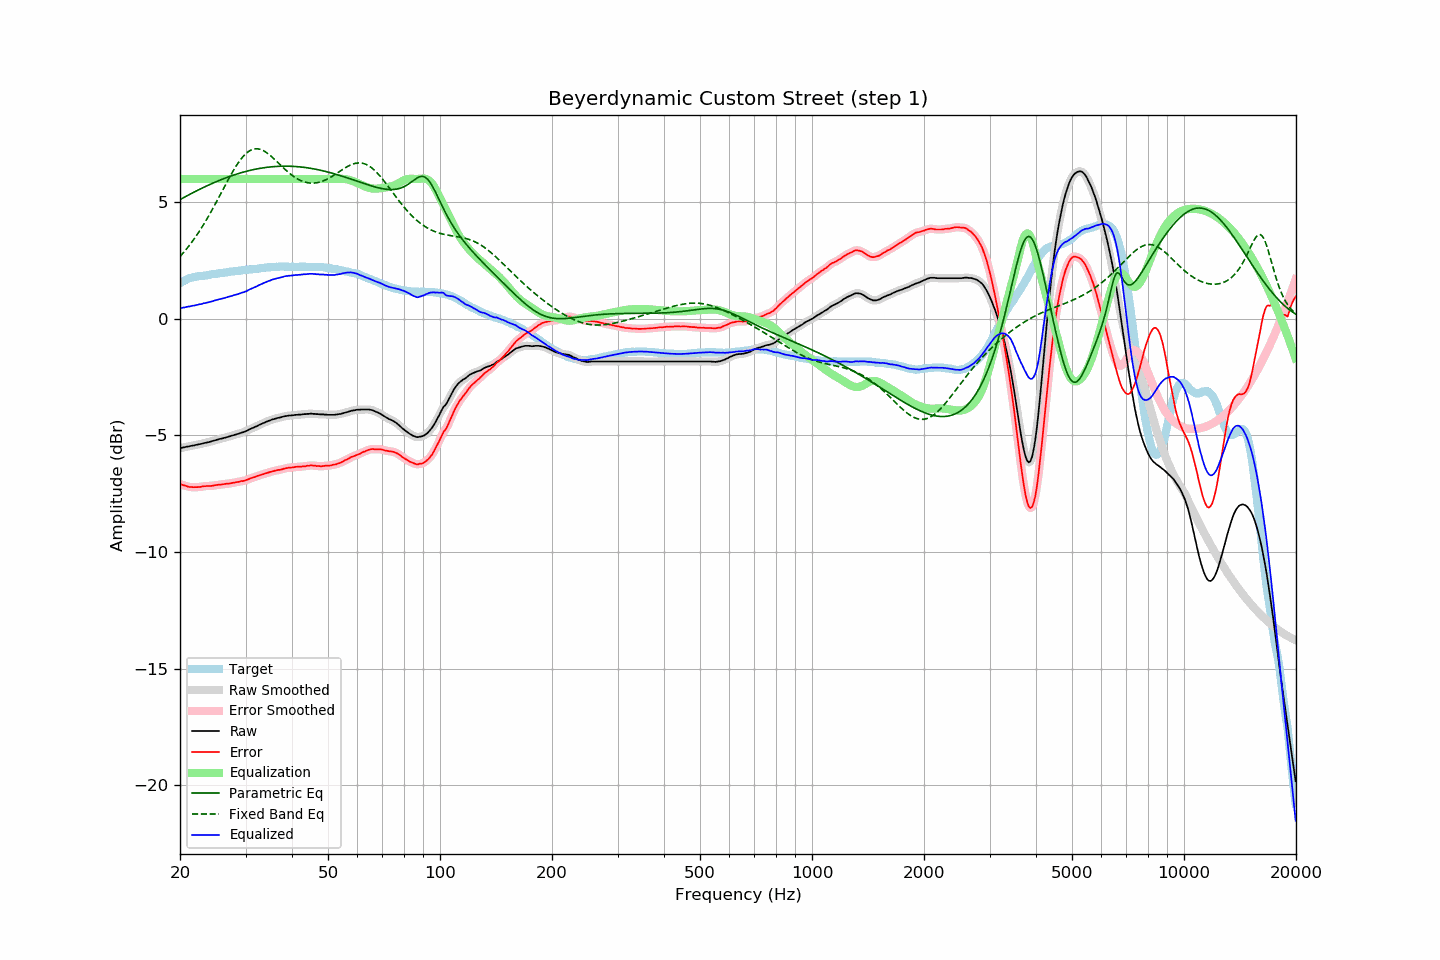 Beyerdynamic Custom Street (step 1)
Amplitude (dBr)
5
0
−5
−10
−15
−20
Target
Raw Smoothed
Error Smoothed
Raw
Error
Equalization
Parametric Eq
Fixed Band Eq
Equalized
20 50 100 200 500 1000 2000 5000 10000 20000
Frequency (Hz)